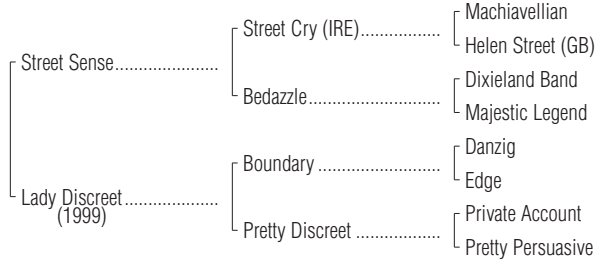 Machiavellian
Street Cry (IRE)..................
Helen Street (GB)
Street Sense.......................
Dixieland Band
Bedazzle.............................
Majestic Legend
Danzig
Boundary ...........................
Edge
Lady Discreet.....................
(1999)
Private Account
Pretty Discreet ...................
Pretty Persuasive